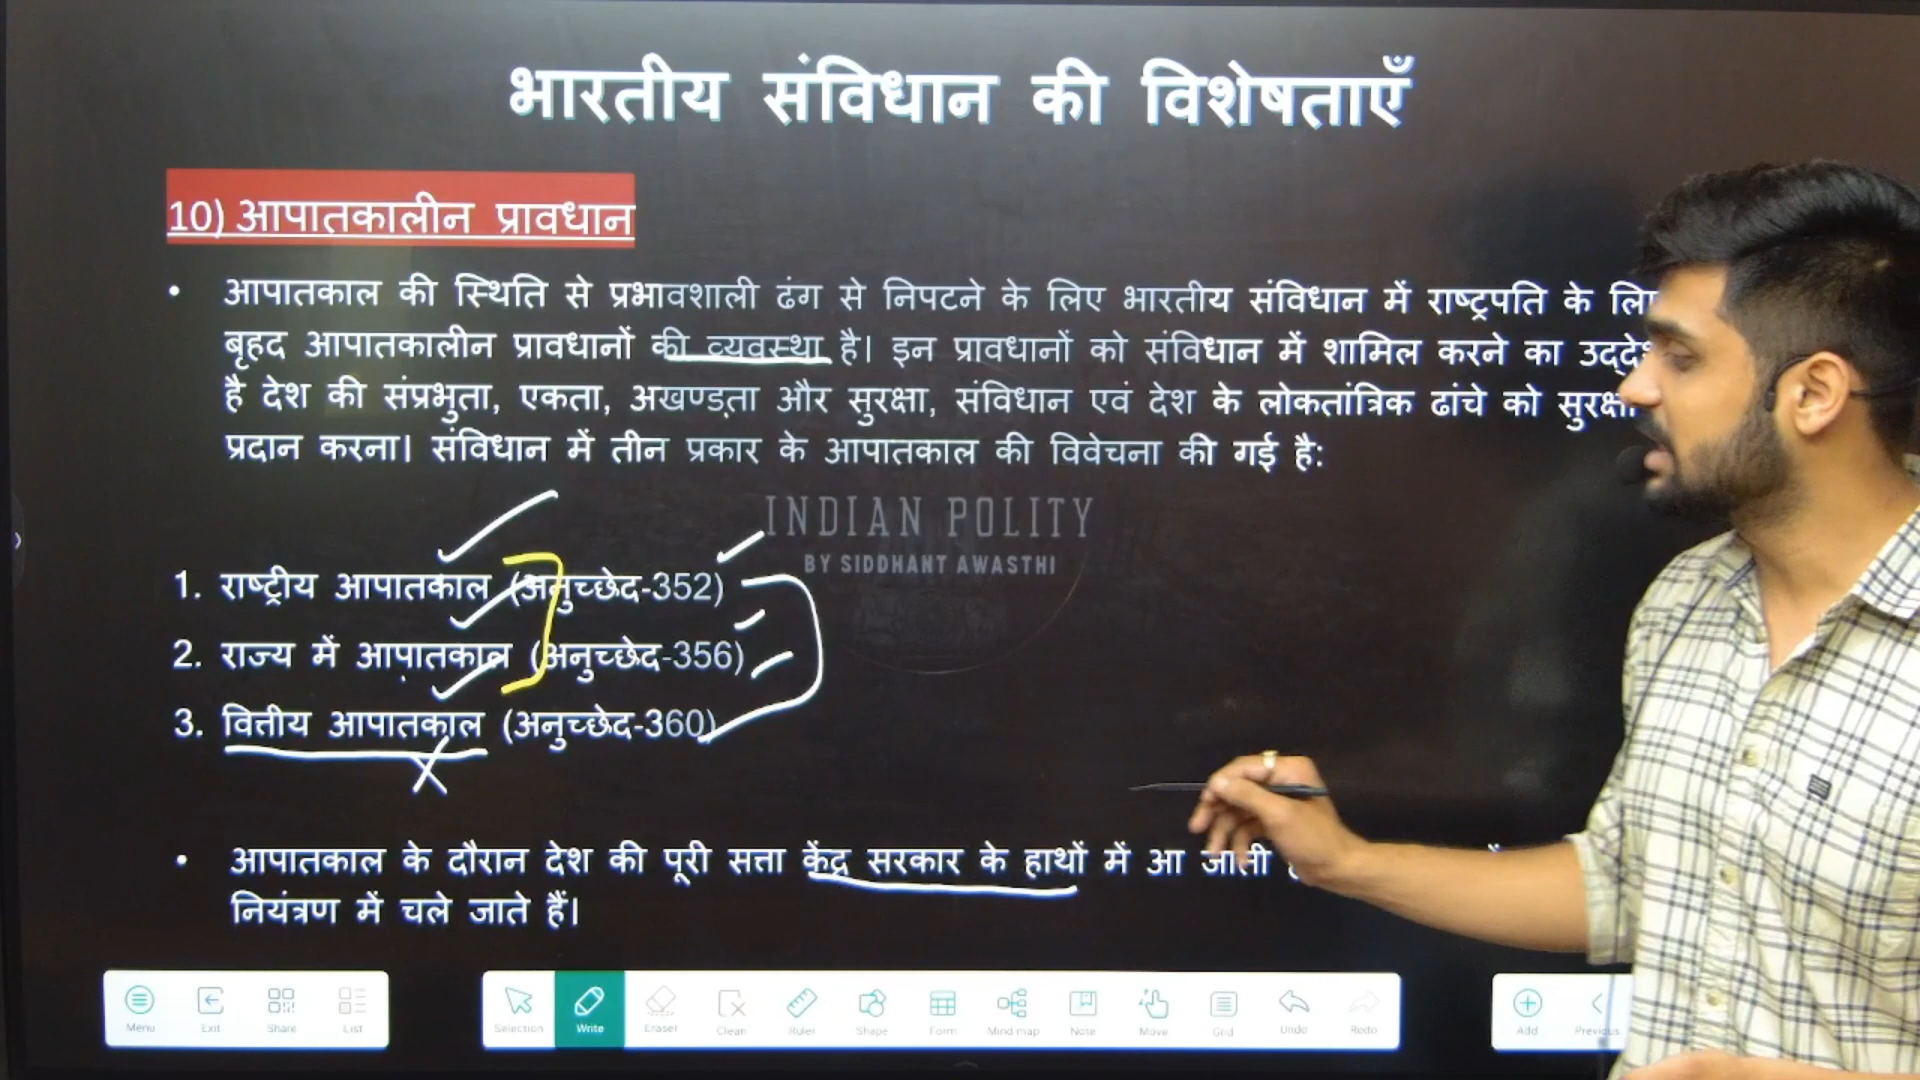 भारतीय संविधान की विशेषताएँ
10) आपातकालीन प्रावधान
• आपातकाल की स्थिति से प्रभावशाली ढंग से निपटने के लिए भारतीय संविधान में राष्ट्रपति के
बृहद आपातकालीन प्रावधानों की व्यवस्था है। इन प्रावधानों को संविधान में शामिल करने का
है देश की संप्रभुता, एकता, अखण्ड़ता और सुरक्षा, संविधान एवं देश के लोकतांत्रिक ढांचे को सुरक्षा
प्रदान करना। संविधान में तीन प्रकार के आपातकाल की विवेचना की गई है:
INDIAN POLITY
BY SIDDHANT AWASTHI
1. राष्ट्रीय आपातकाल (अनुच्छेद-352)
2. राज्य में आपातकाल (अनुच्छेद-356)
3. वित्तीय आपातकाल (अनुच्छेद-360)
• आपातकाल के दौरान देश की पूरी सत्ता केंद्र सरकार के हाथों में आ जाती
नियंत्रण में चले जाते हैं।
Menu Exit Share List Selection Write Eraser Clean Ruler Shape Form Mind map Note Move Grid Undo Redo Add Previous